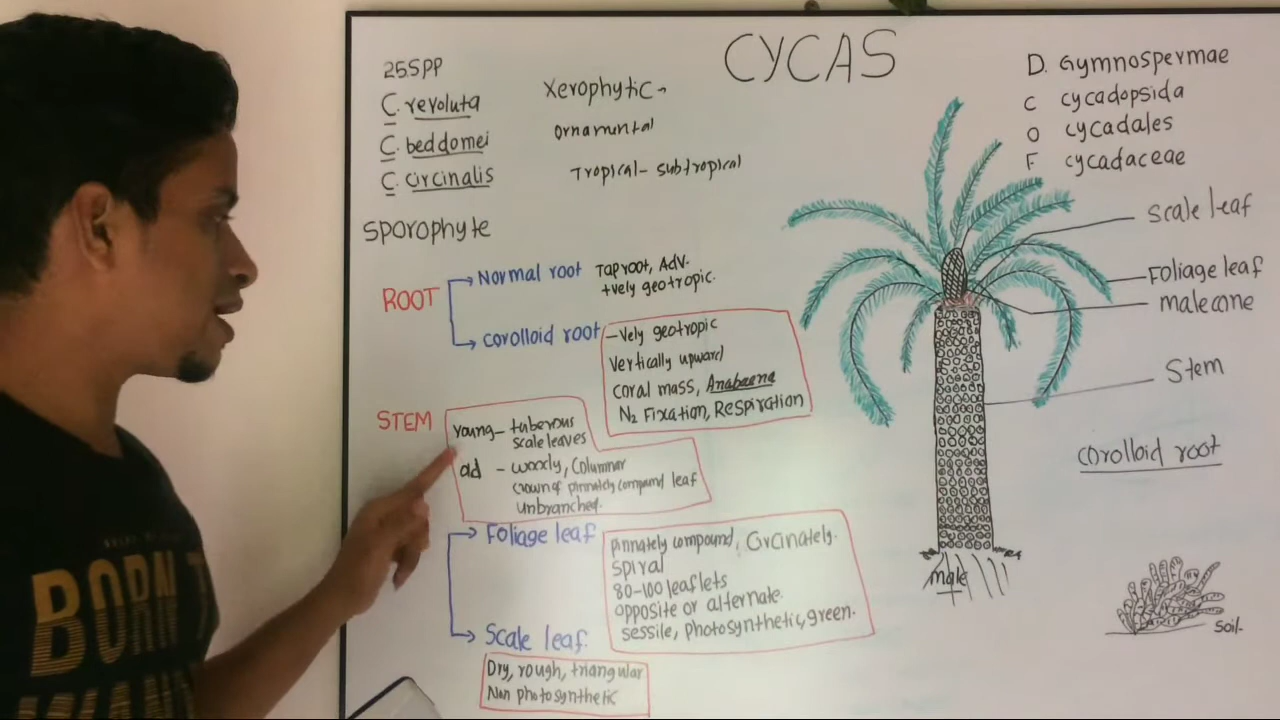 CYCAS
25SPP
C. revoluta
C. beddomei
C. circinalis
Xerophytic
Ornamental
Tropical - subtropical
D. Gymnospermae
C cycadopsida
O cycadales
F cycadaceae
Sporophyte
ROOT
Normal root
Taproot, Adv.
+vely geotropic.
corolloid root
-Vely geotropic
Vertically upward
coral mass, Anabaena
N2 Fixation, Respiration
STEM
young - tuberous
scale leaves
ad - woody, Columnar
crown of pinnately compound leaf
Unbranched.
Foliage leaf
pinnately compound, Circinately.
Spiral
80-100 leaflets
opposite or alternate.
sessile, photosynthetic, green.
Scale leaf.
Dry, rough, triangular
Non photosynthetic
scale leaf
Foliage leaf
male cone
Stem
corolloid root
male
Soil.
BORN